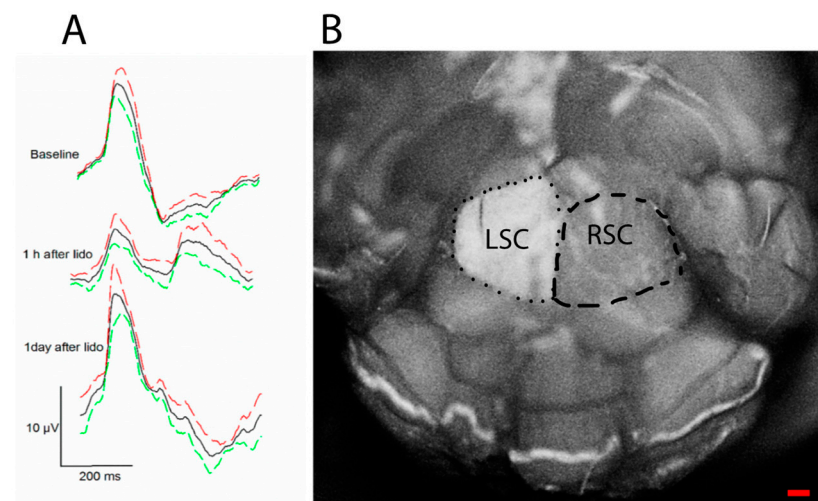 A
B
Baseline
1 h after lido
1day after lido
10 µV
200 ms
LSC
RSC